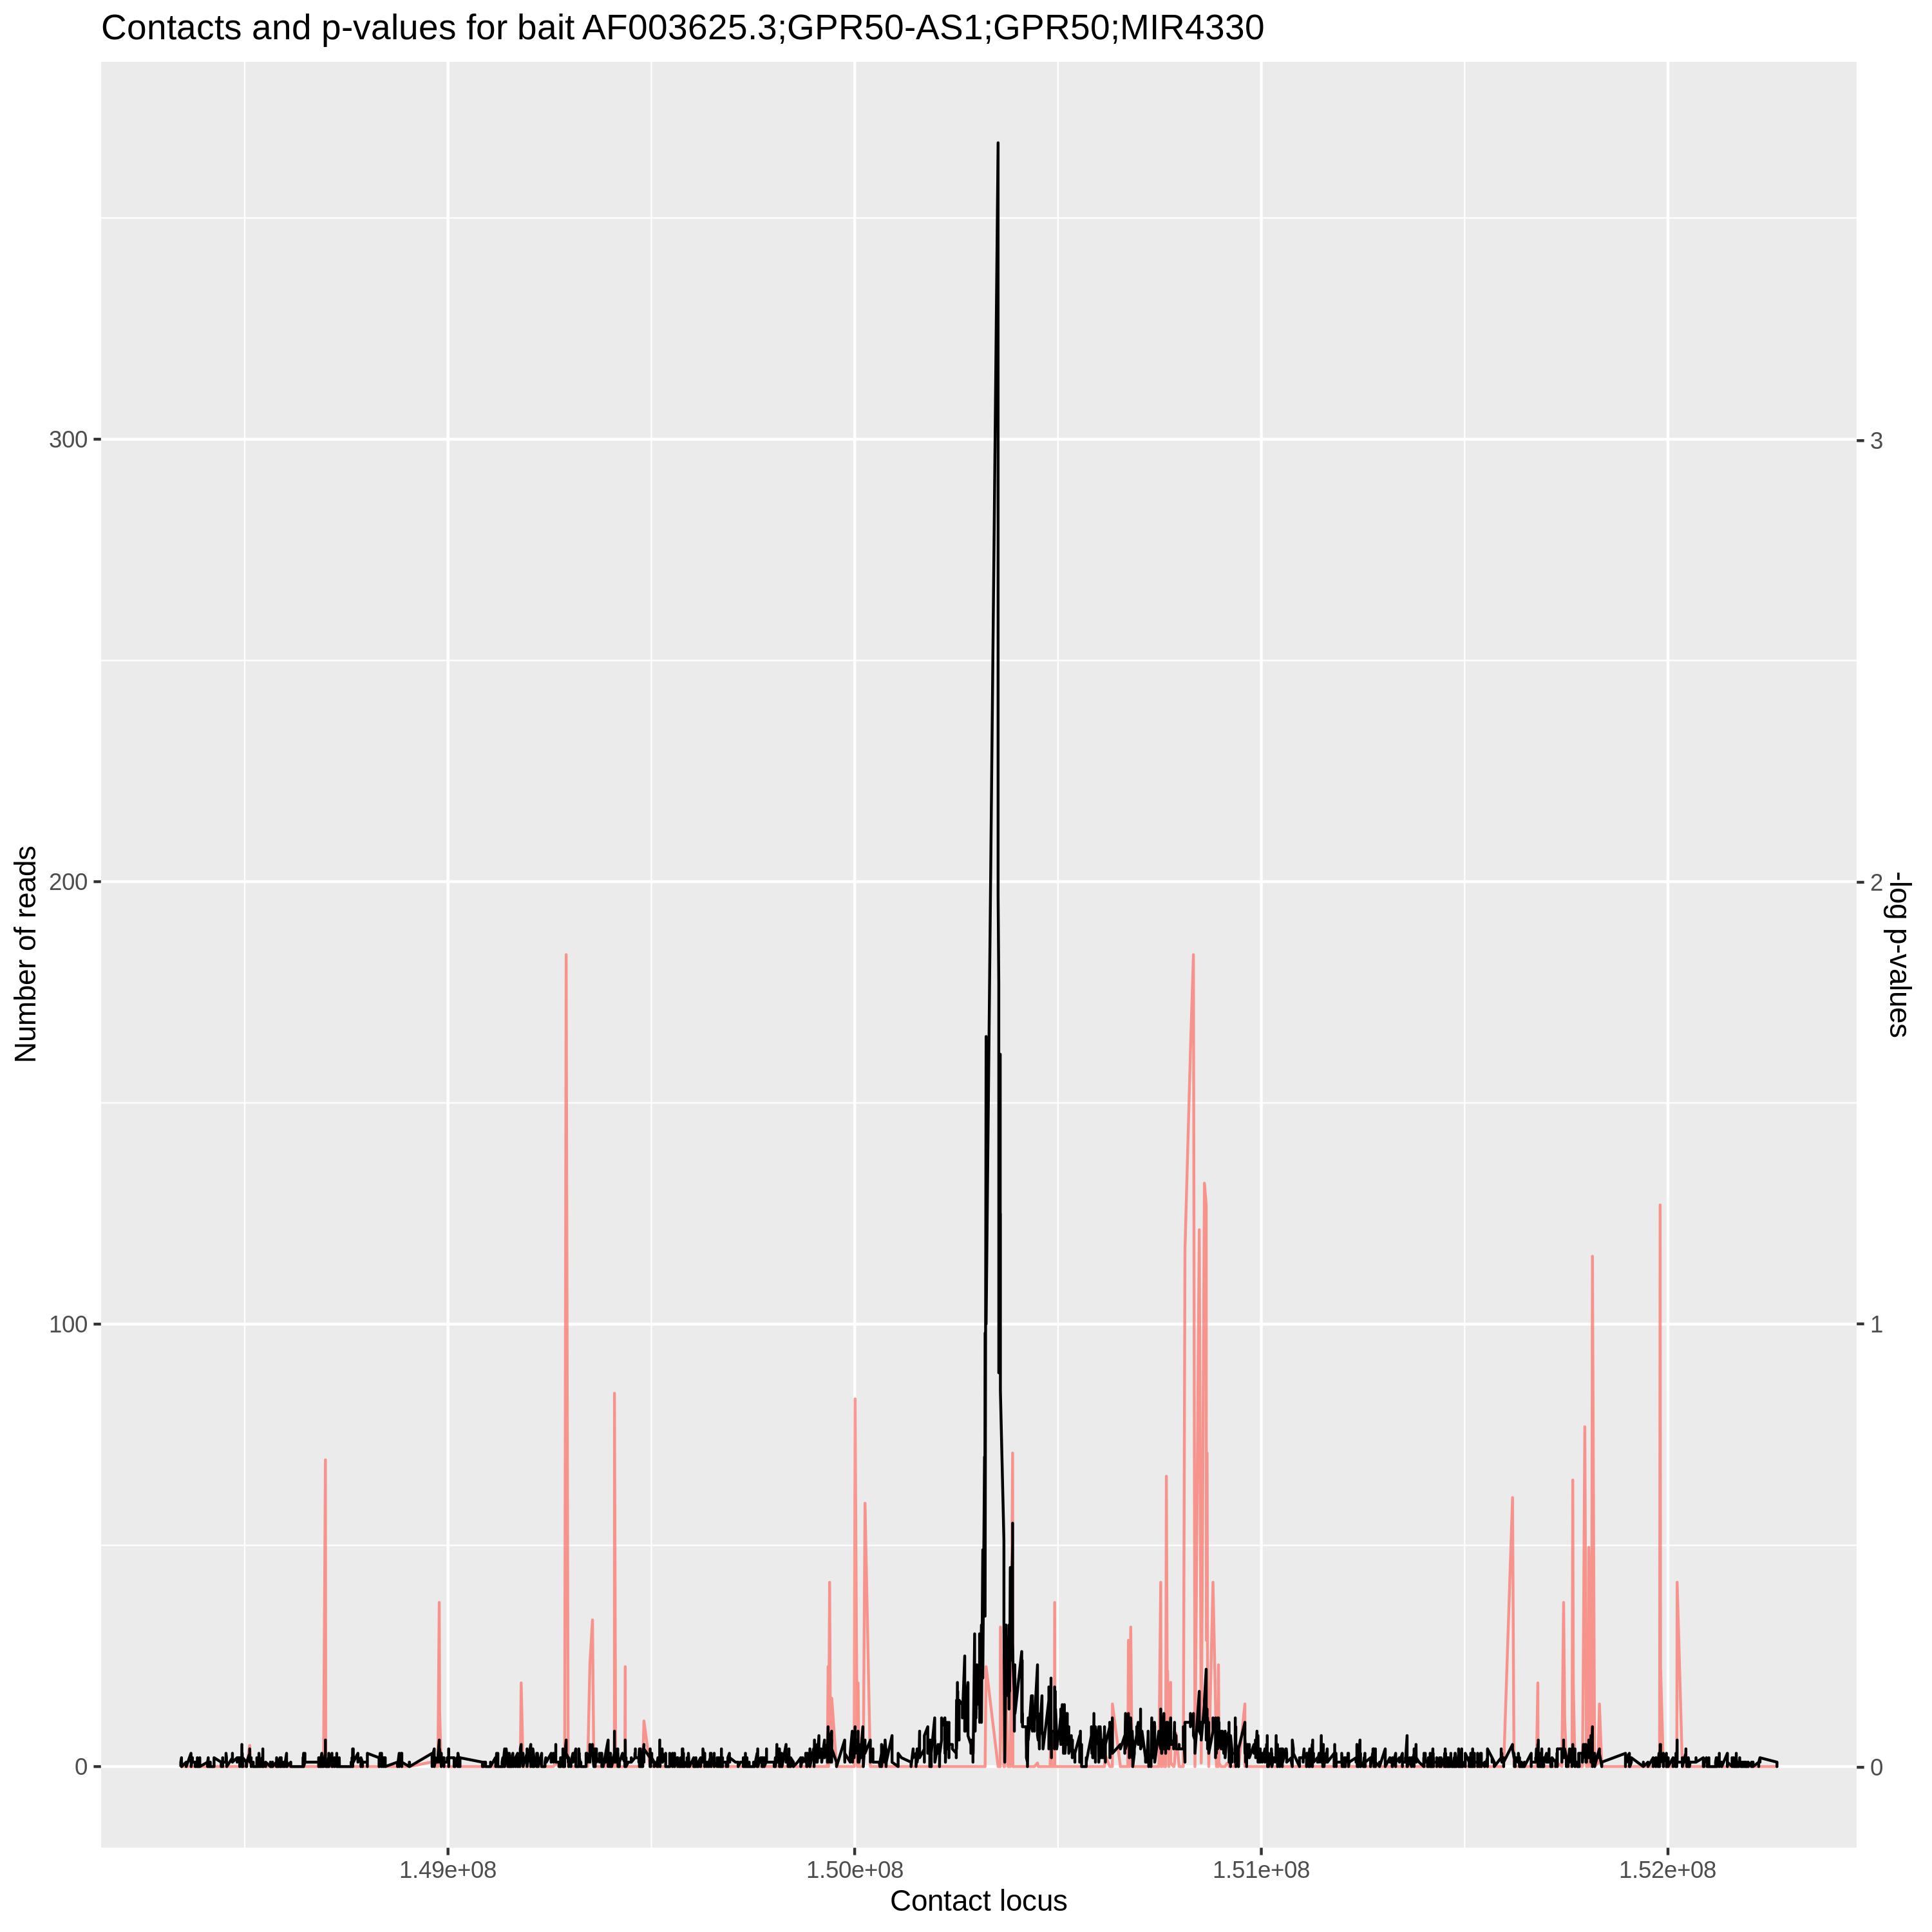 Contacts and p-values for bait AF003625.3;GPR50-AS1;GPR50;MIR4330
Number of reads
300
200
100
0
3
2
1
0
-log p-values
1.49e+08
1.50e+08
1.51e+08
1.52e+08
Contact locus